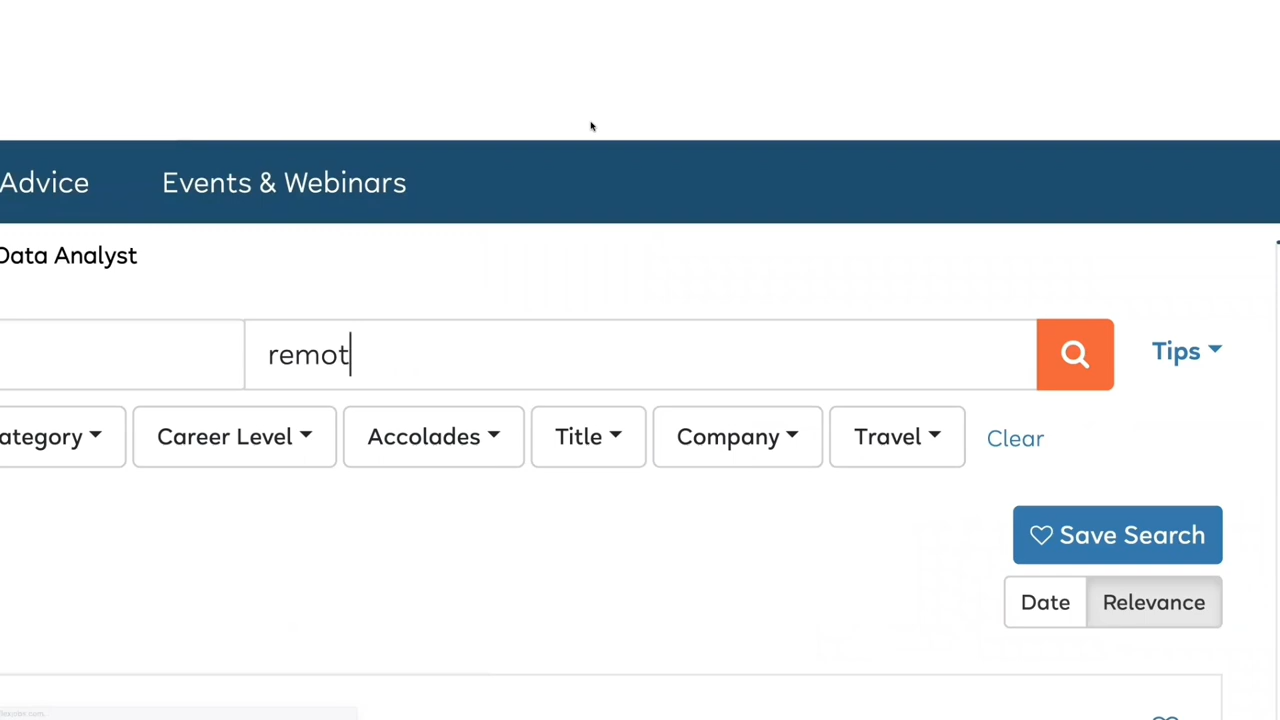 Advice Events & Webinars
Data Analyst
remot
Tips
ategory Career Level Accolades Title Company Travel Clear
Save Search
Date Relevance